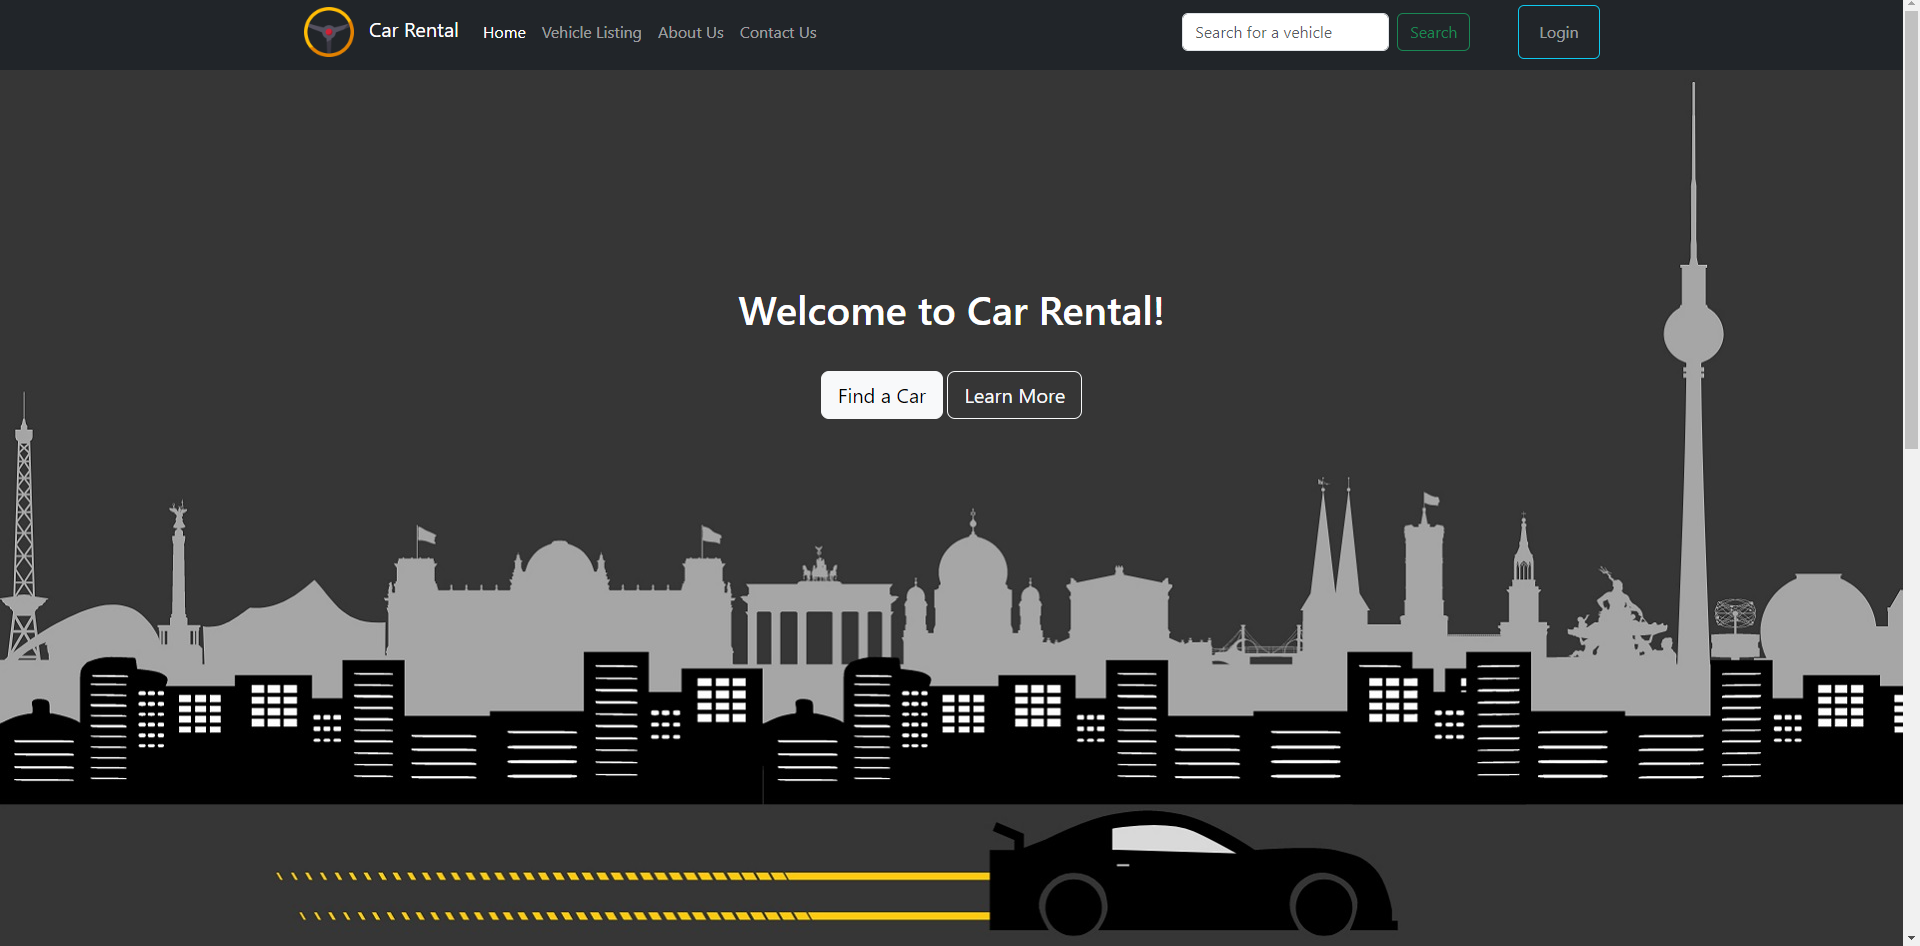 Car Rental Home Vehicle Listing About Us Contact Us Search for a vehicle Search Login
Welcome to Car Rental!
Find a Car Learn More